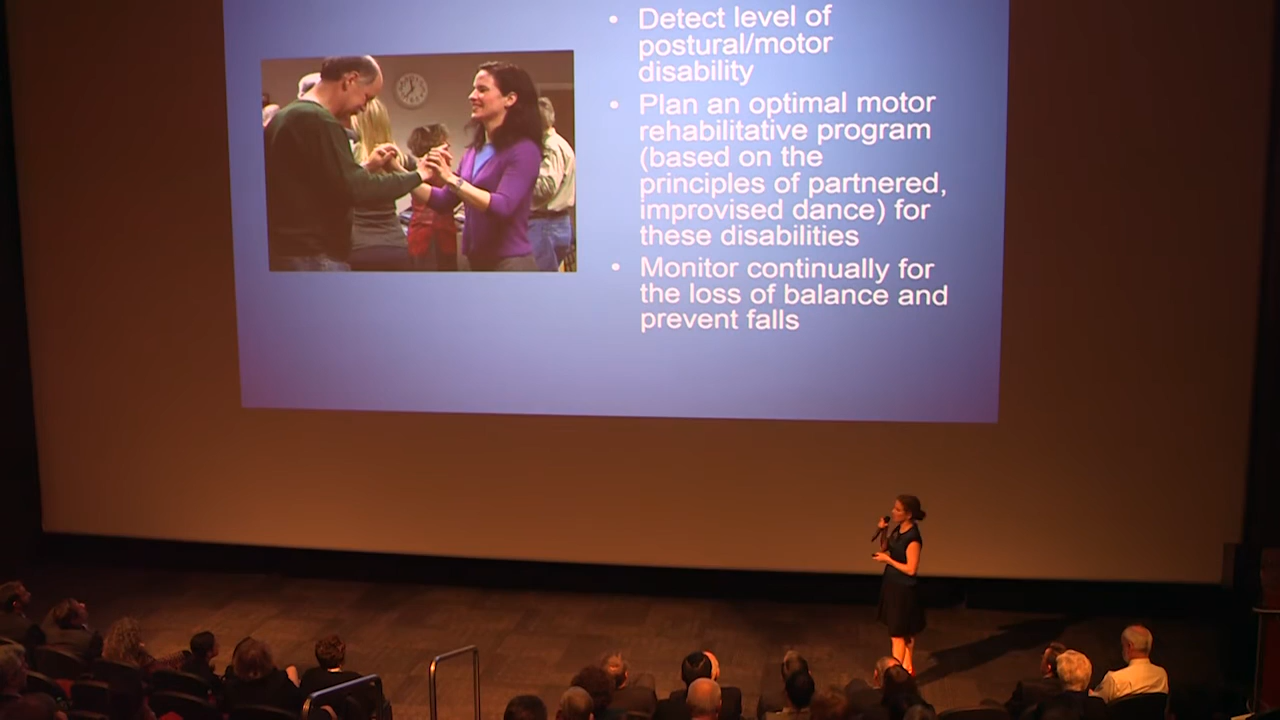 • Detect level of
postural/motor
disability
• Plan an optimal motor
rehabilitative program
(based on the
principles of partnered,
improvised dance) for
these disabilities
• Monitor continually for
the loss of balance and
prevent falls